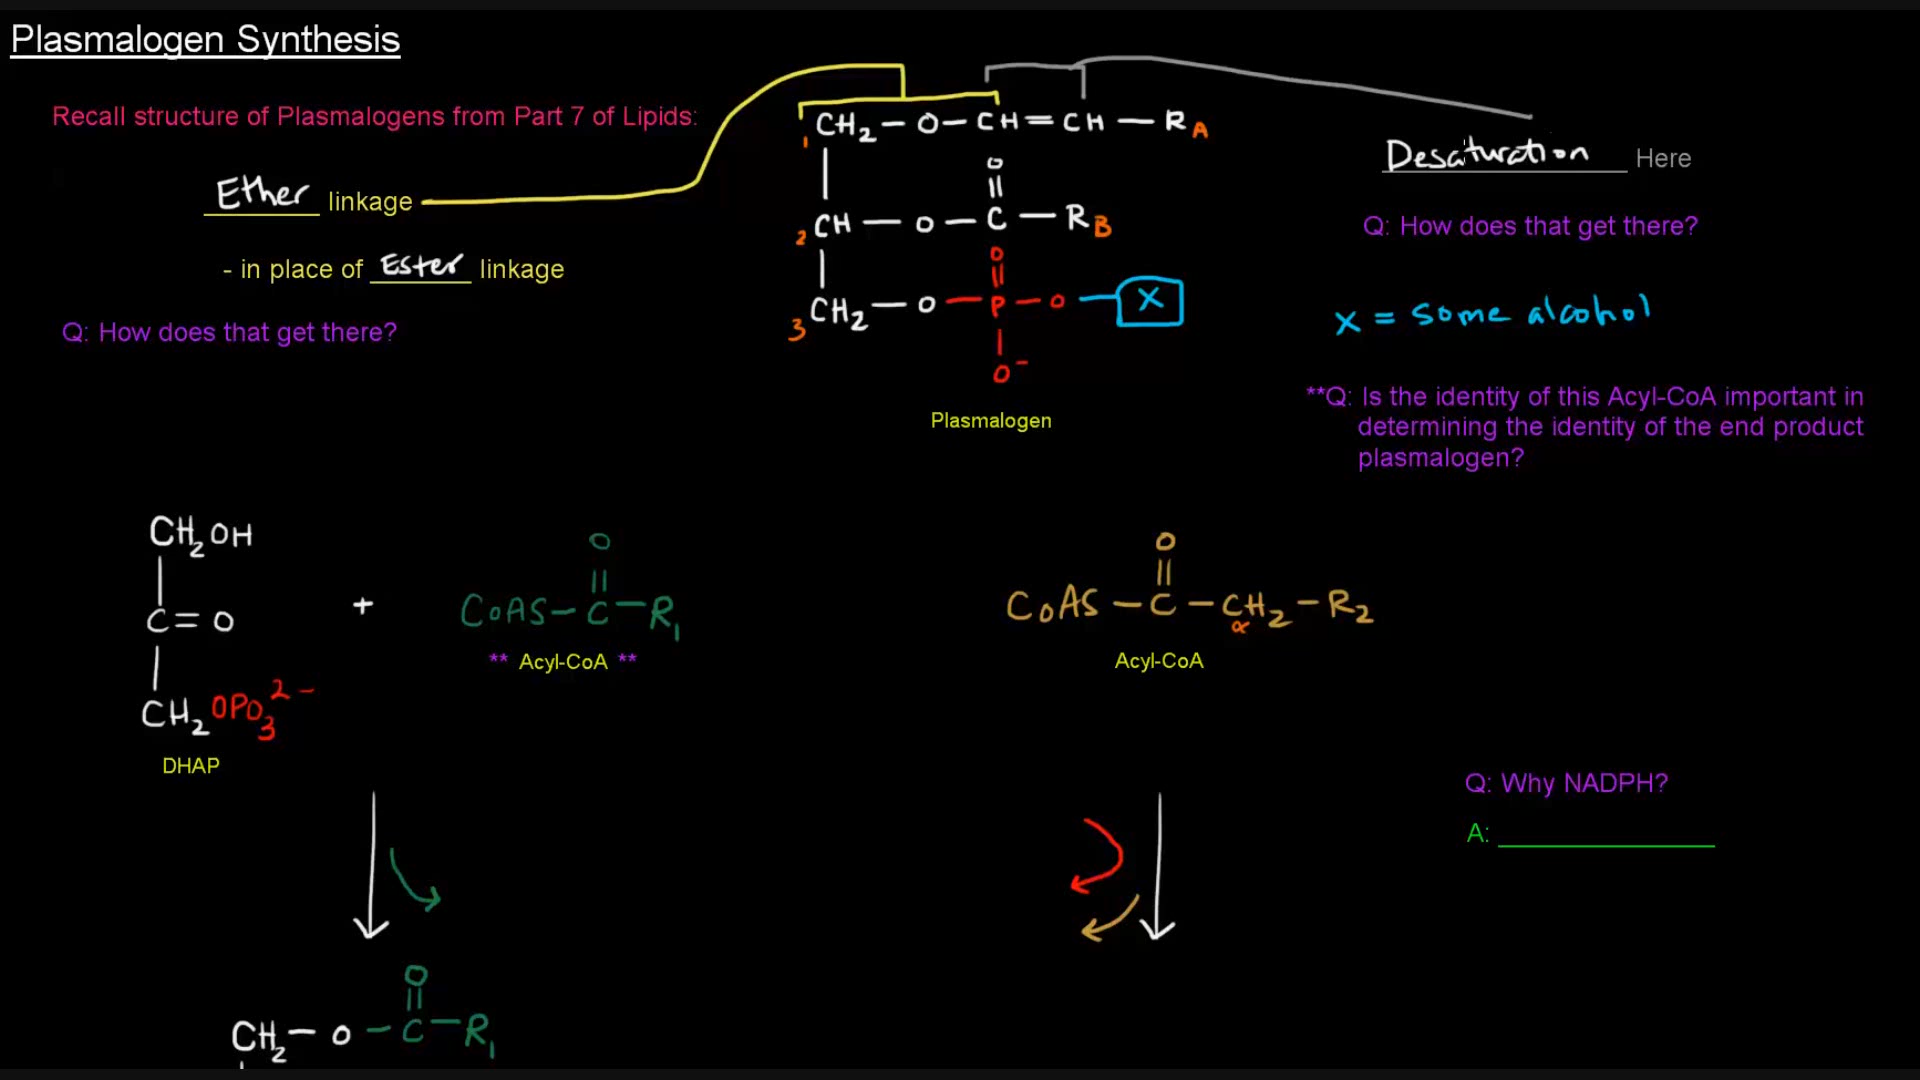 Plasmalogen Synthesis
Recall structure of Plasmalogens from Part 7 of Lipids:
Ether linkage
- in place of Ester linkage
Q: How does that get there?
1 CH2 — O — CH = CH — R A
O
||
2 CH — O — C — R B
O
||
3 CH2 — O — P — O — X
|
O-
Plasmalogen
Desaturation Here
Q: How does that get there?
X = Some alcohol
**Q: Is the identity of this Acyl-CoA important in
determining the identity of the end product
plasmalogen?
CH2OH
|
C = O
|
CH2OPO3 2-
DHAP
+
O
||
CoAS — C — R1
** Acyl-CoA **
O
||
CoAS — C — CH2 — R2
α
Acyl-CoA
Q: Why NADPH?
A:
O
||
CH2 — O — C — R1